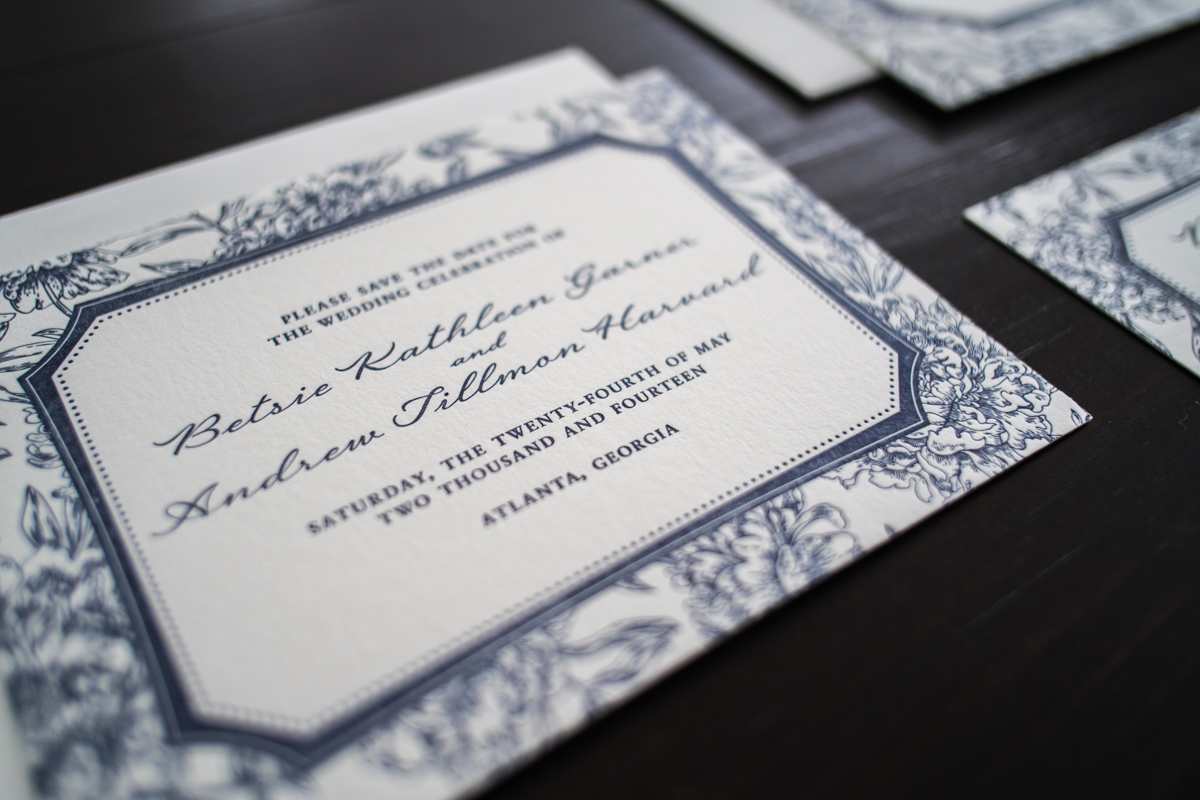 PLEASE SAVE THE DATE FOR
THE WEDDING CELEBRATION OF
Betsie Kathleen Garner
and
Andrew Tillmon Harvard
SATURDAY, THE TWENTY-FOURTH OF MAY
TWO THOUSAND AND FOURTEEN
ATLANTA, GEORGIA